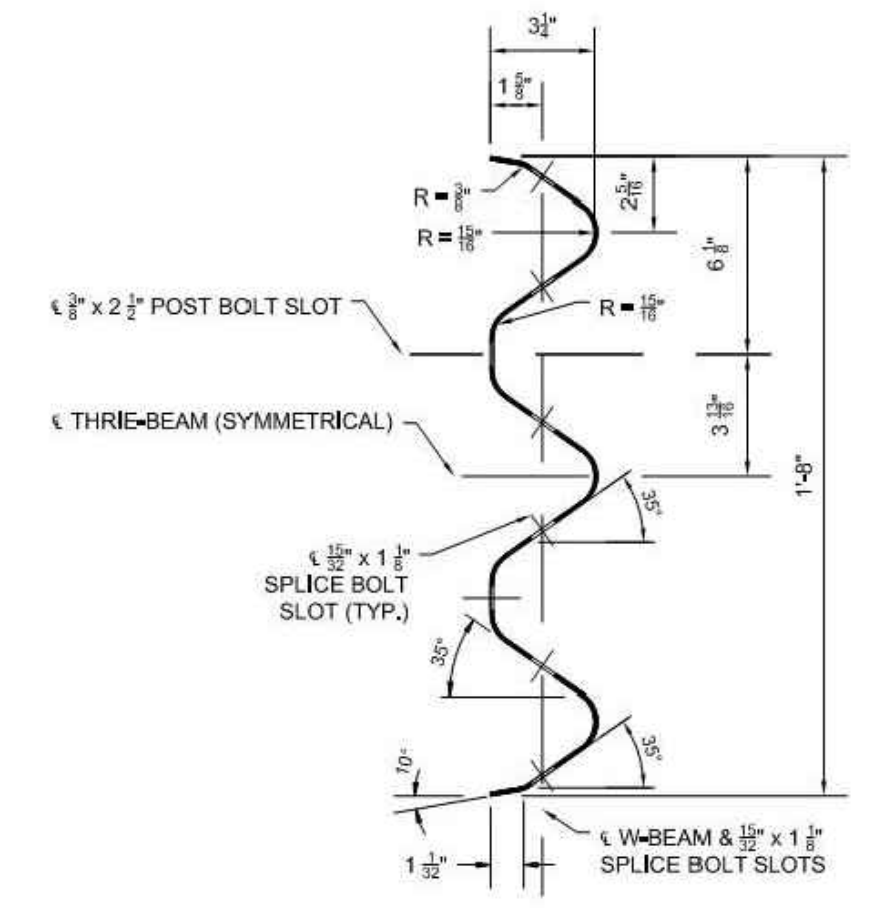 3 1/4"
1 5/8"
R = 3/8"
R = 15/16"
2 5/16"
6 1/8"
℄ 3/8" x 2 1/2" POST BOLT SLOT
R = 15/16"
℄ THRIE-BEAM (SYMMETRICAL)
3 13/16"
1'-8"
35°
℄ 15/32" x 1 1/8"
SPLICE BOLT
SLOT (TYP.)
35°
35°
10°
1 1/32"
℄ W-BEAM & 15/32" x 1 1/8"
SPLICE BOLT SLOTS